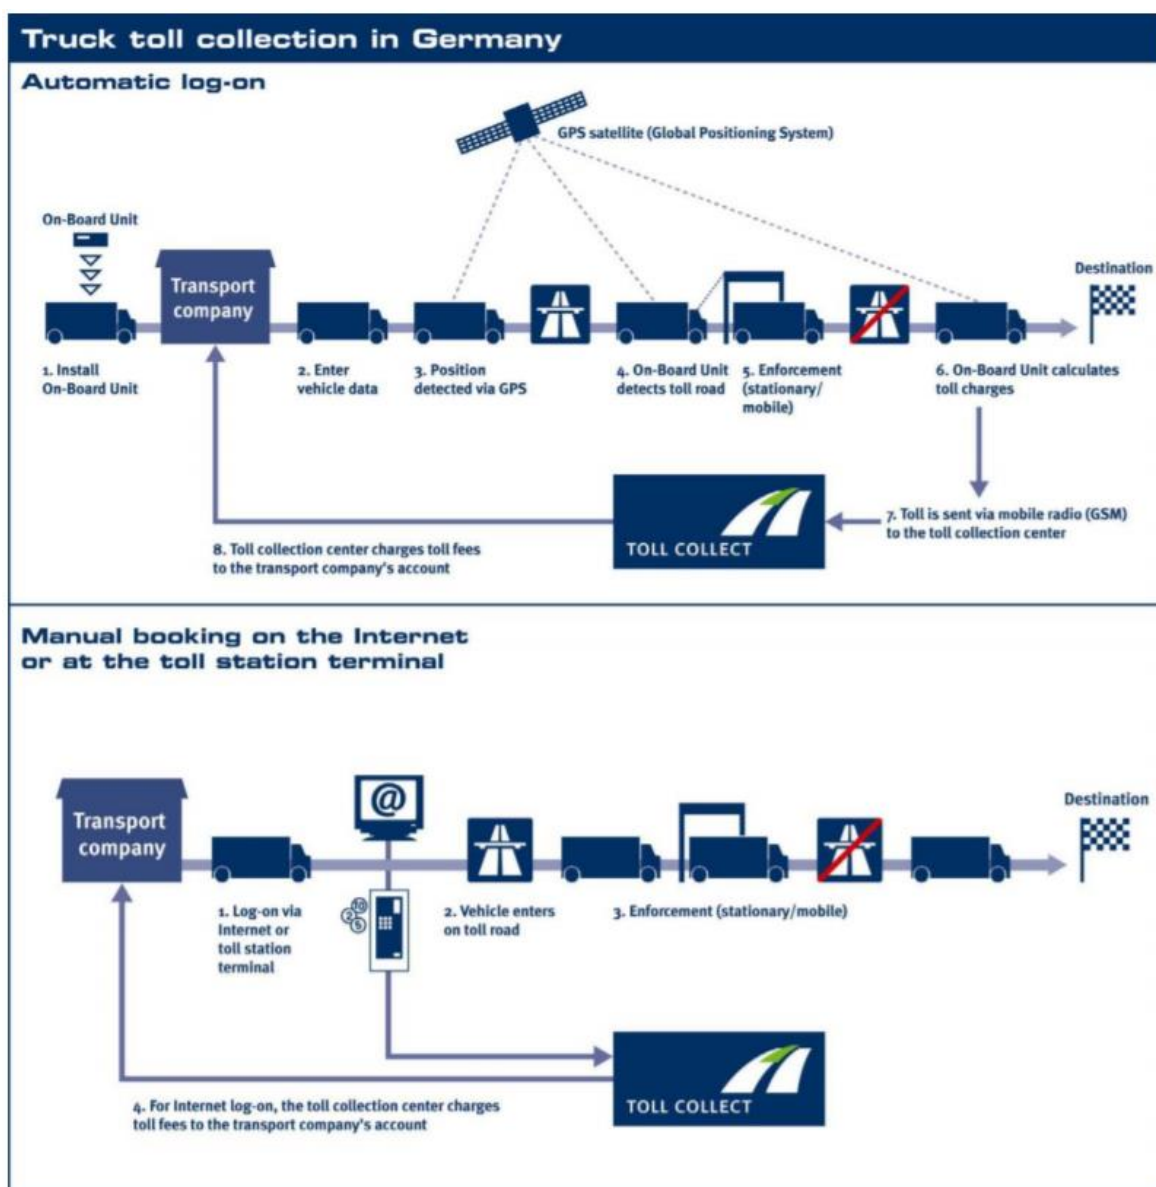 Truck toll collection in Germany
Automatic log-on
GPS satellite (Global Positioning System)
On-Board Unit
Transport
company
Destination
1. Install
On-Board Unit
2. Enter
vehicle data
3. Position
detected via GPS
4. On-Board Unit
detects toll road
5. Enforcement
(stationary/
mobile)
6. On-Board Unit calculates
toll charges
7. Toll is sent via mobile radio (GSM)
to the toll collection center
TOLL COLLECT
8. Toll collection center charges toll fees
to the transport company's account
Manual booking on the Internet
or at the toll station terminal
Transport
company
@
Destination
1. Log-on via
Internet or
toll station
terminal
10
2
5
2. Vehicle enters
on toll road
3. Enforcement (stationary/mobile)
TOLL COLLECT
4. For Internet log-on, the toll collection center charges
toll fees to the transport company's account